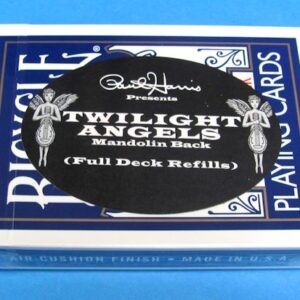 BICYCLE
Paul Harris
Presents
TWILIGHT
ANGELS
Mandolin Back
(Full Deck Refills)
PLAYING CARDS
AIR-CUSHION FINISH • MADE IN U.S.A.